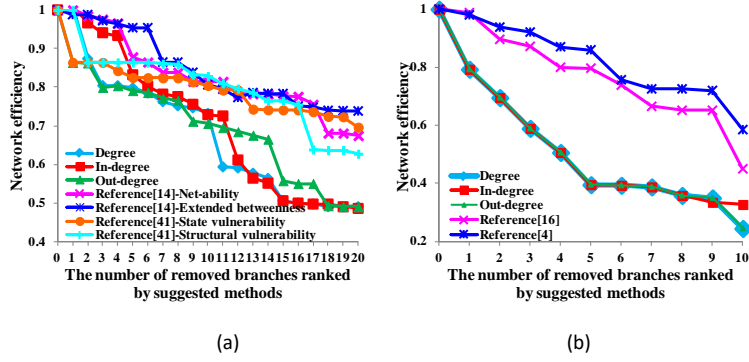 Network efficiency
1
0.9
0.8
0.7
0.6
0.5
0.4
Degree
In-degree
Out-degree
Reference[14]-Net-ability
Reference[14]-Extended betweenness
Reference[41]-State vulnerability
Reference[41]-Structural vulnerability
0 1 2 3 4 5 6 7 8 9 10 11 12 13 14 15 16 17 18 19 20
The number of removed branches ranked
by suggested methods
(a)
Network efficiency
1
0.8
0.6
0.4
0.2
Degree
In-degree
Out-degree
Reference[16]
Reference[4]
0 1 2 3 4 5 6 7 8 9 10
The number of removed branches ranked
by suggested methods
(b)